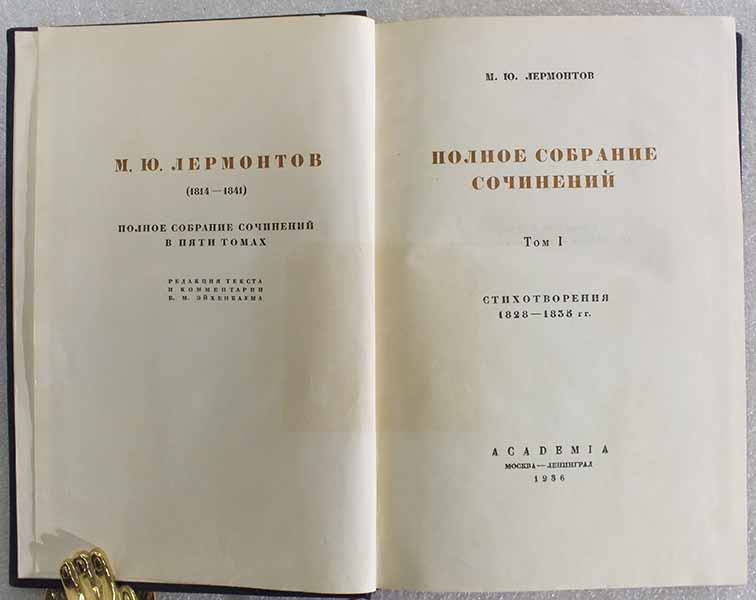 М. Ю. ЛЕРМОНТОВ
(1814—1841)
ПОЛНОЕ СОБРАНИЕ СОЧИНЕНИЙ
В ПЯТИ ТОМАХ
РЕДАКЦИЯ ТЕКСТА
И КОММЕНТАРИИ
Б. М. ЭЙХЕНБАУМА
М. Ю. ЛЕРМОНТОВ
ПОЛНОЕ СОБРАНИЕ
СОЧИНЕНИЙ
Том I
СТИХОТВОРЕНИЯ
1828—1835 гг.
ACADEMIA
МОСКВА—ЛЕНИНГРАД
1936